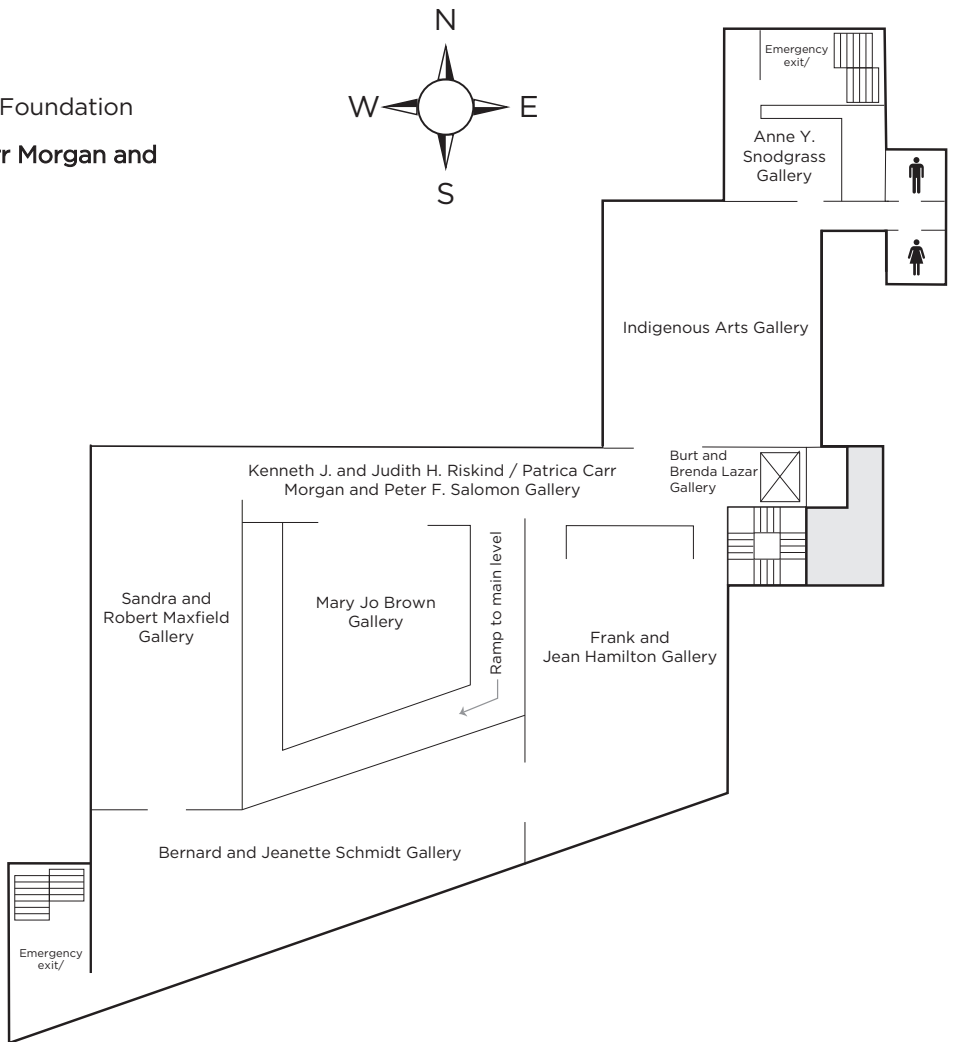 N
Foundation
W
E
r Morgan and
S
Emergency
exit/
Anne Y.
Snodgrass
Gallery
Indigenous Arts Gallery
Kenneth J. and Judith H. Riskind / Patrica Carr
Morgan and Peter F. Salomon Gallery
Burt and
Brenda Lazar
Gallery
Sandra and
Robert Maxfield
Gallery
Mary Jo Brown
Gallery
Ramp to main level
Frank and
Jean Hamilton Gallery
Bernard and Jeanette Schmidt Gallery
Emergency
exit/